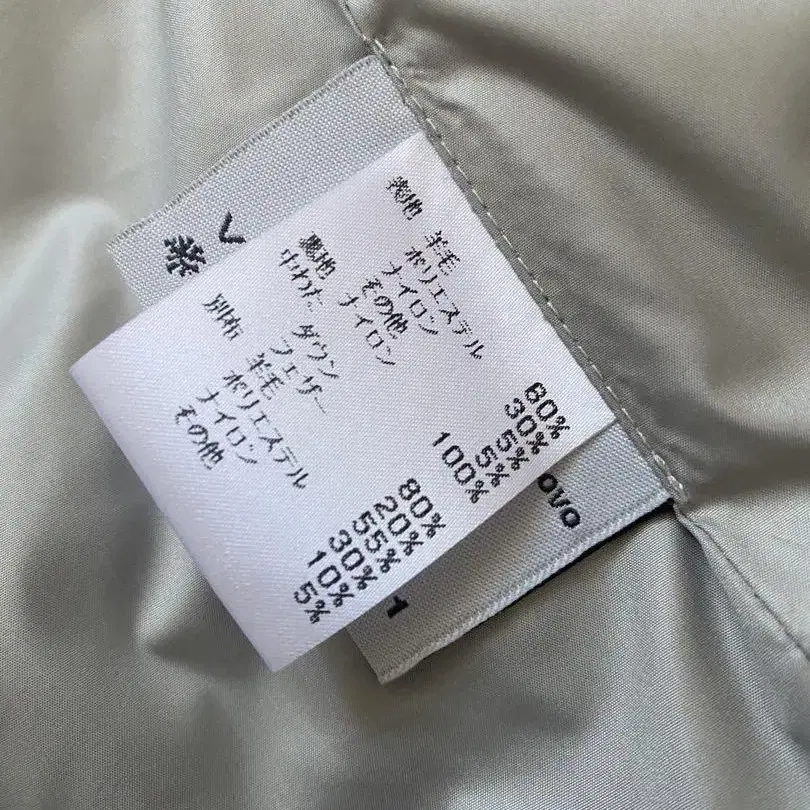 表地 羊毛 60%
ポリエステル 30%
ナイロン 5%
その他 5%
裏地 ナイロン 100%
中わた ダウン 80%
フェザー 20%
別布 羊毛 55%
ポリエステル 30%
ナイロン 10%
その他 5%
V
ovo
1